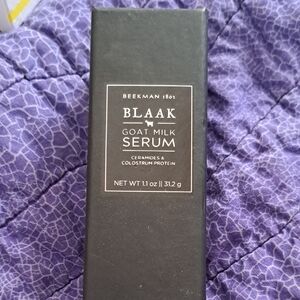 BEEKMAN 1802
BLAAK
GOAT MILK
SERUM
CERAMIDES &
COLOSTRUM PROTEIN
NET WT 1.1 oz || 31.2 g